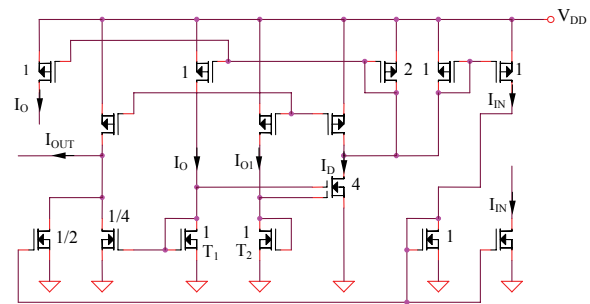 V_DD
1
1
2
1
1
I_O
I_IN
I_OUT
I_O
I_O1
I_D
4
I_IN
1/2
1/4
1
T_1
1
T_2
1